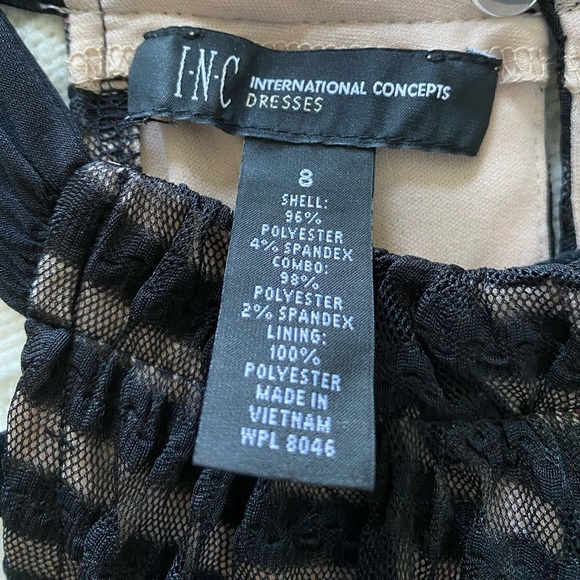 I·N·C INTERNATIONAL CONCEPTS
DRESSES
8
SHELL:
96%
POLYESTER
4% SPANDEX
COMBO:
98%
POLYESTER
2% SPANDEX
LINING:
100%
POLYESTER
MADE IN
VIETNAM
WPL 8046